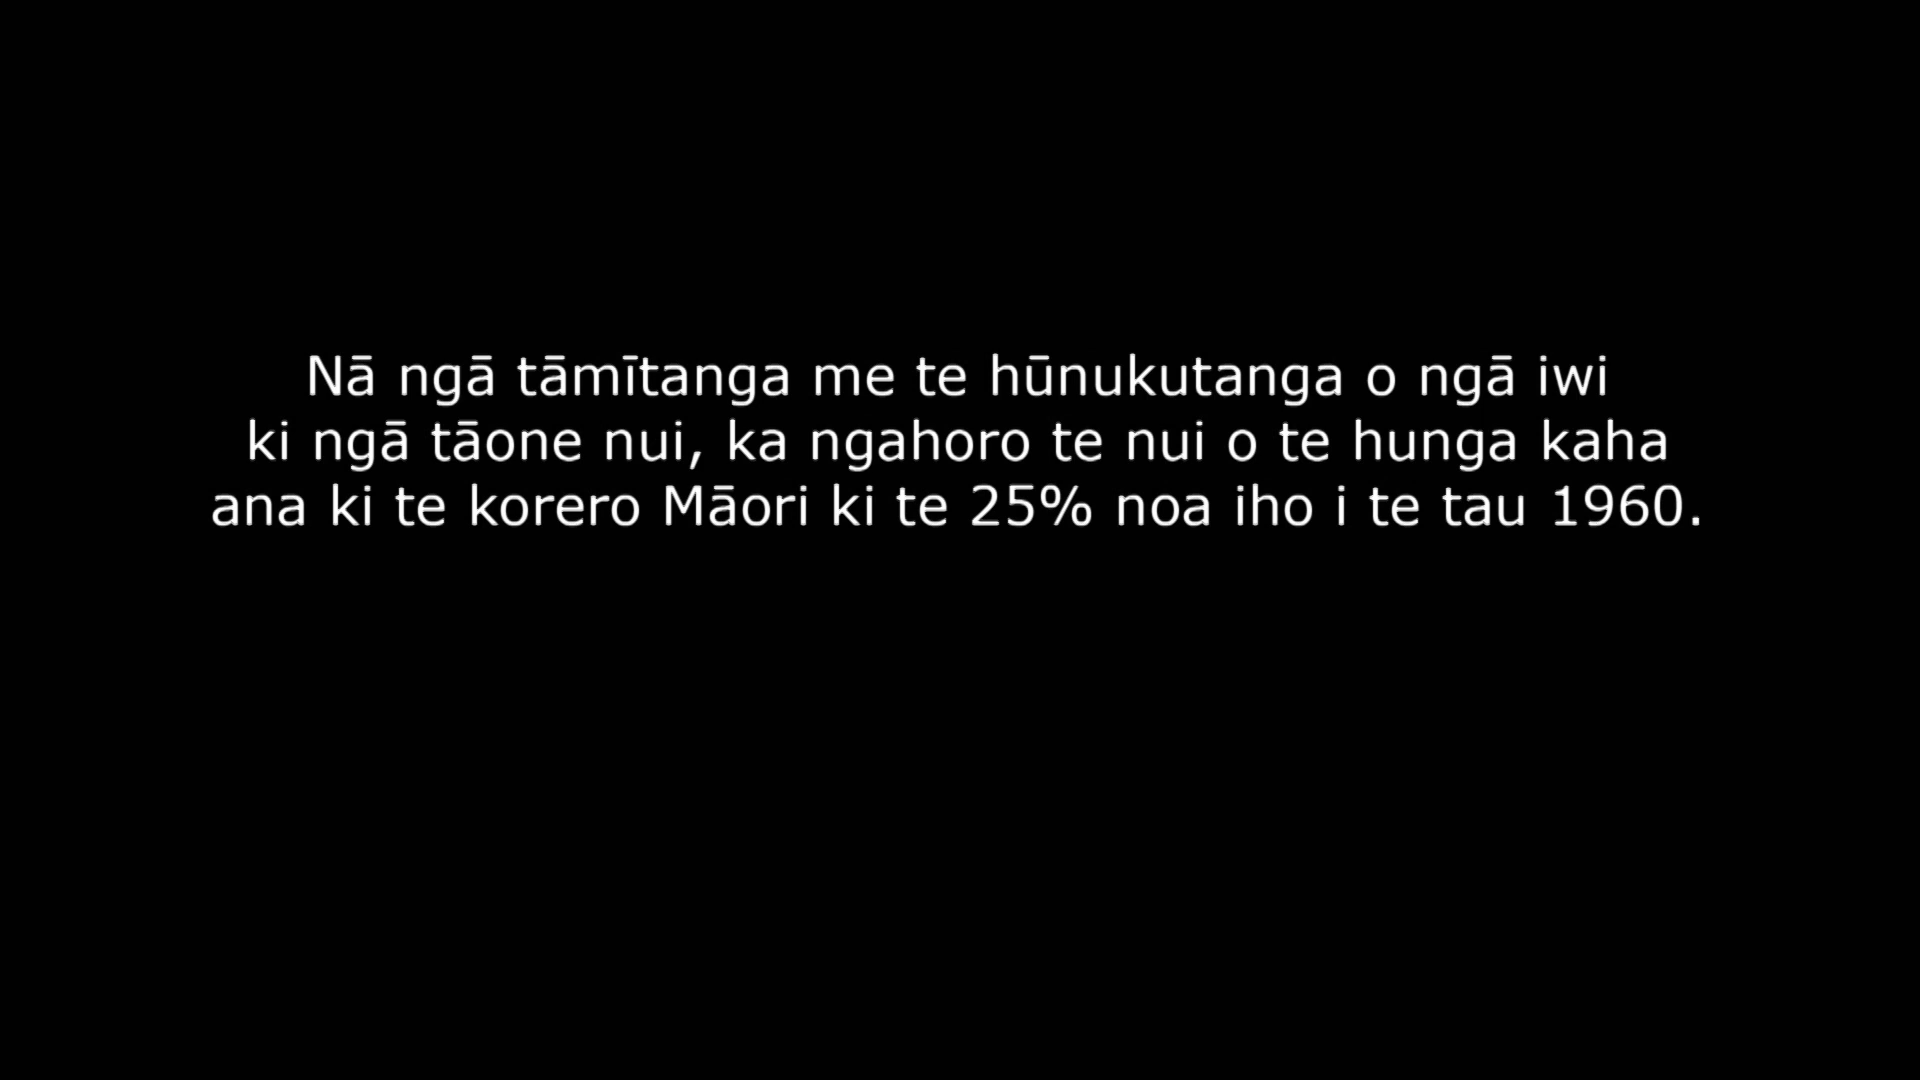 Nā ngā tāmītanga me te hūnukutanga o ngā iwi
ki ngā tāone nui, ka ngahoro te nui o te hunga kaha
ana ki te korero Māori ki te 25% noa iho i te tau 1960.